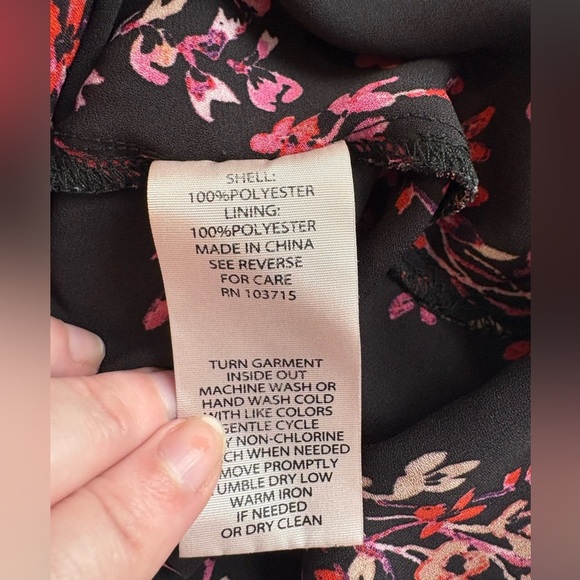 SHELL:
100%POLYESTER
LINING:
100%POLYESTER
MADE IN CHINA
SEE REVERSE
FOR CARE
RN 103715
TURN GARMENT
INSIDE OUT
MACHINE WASH OR
HAND WASH COLD
WITH LIKE COLORS
GENTLE CYCLE
NON-CHLORINE
WHEN NEEDED
PROMPTLY
TUMBLE DRY LOW
WARM IRON
IF NEEDED
OR DRY CLEAN